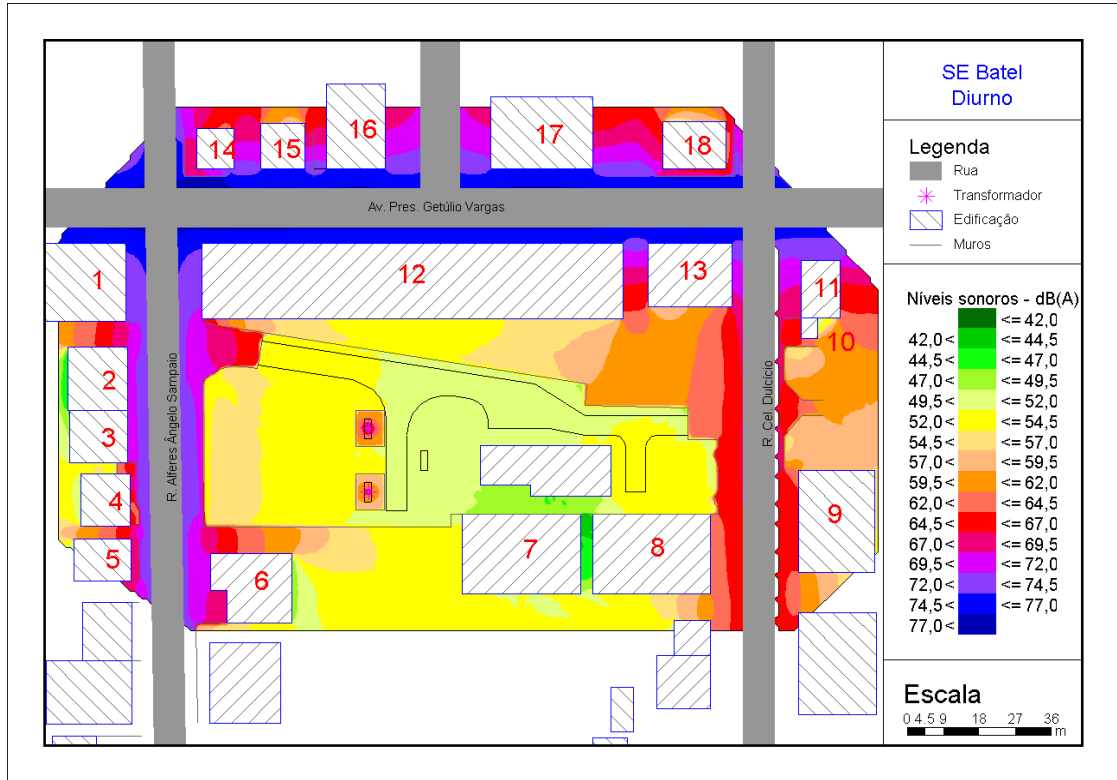 SE Batel
Diurno
Legenda
Rua
Transformador
Edificação
Muros
Níveis sonoros - dB(A)
<= 42,0
42,0 < <= 44,5
44,5 < <= 47,0
47,0 < <= 49,5
49,5 < <= 52,0
52,0 < <= 54,5
54,5 < <= 57,0
57,0 < <= 59,5
59,5 < <= 62,0
62,0 < <= 64,5
64,5 < <= 67,0
67,0 < <= 69,5
69,5 < <= 72,0
72,0 < <= 74,5
74,5 < <= 77,0
77,0 <
Escala
0 4.5 9 18 27 36
m
14
15
16
17
18
Av. Pres. Getúlio Vargas
1
12
13
11
10
2
3
4
5
6
7
8
9
R. Alferes Ângelo Sampaio
R. Cel. Dulcício